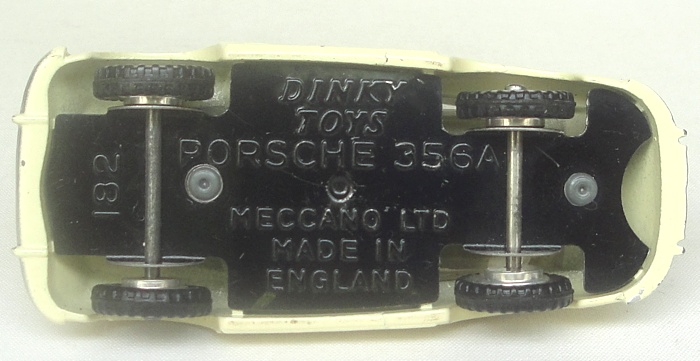 DINKY
TOYS
PORSCHE 356A
182
MECCANO LTD
MADE IN
ENGLAND